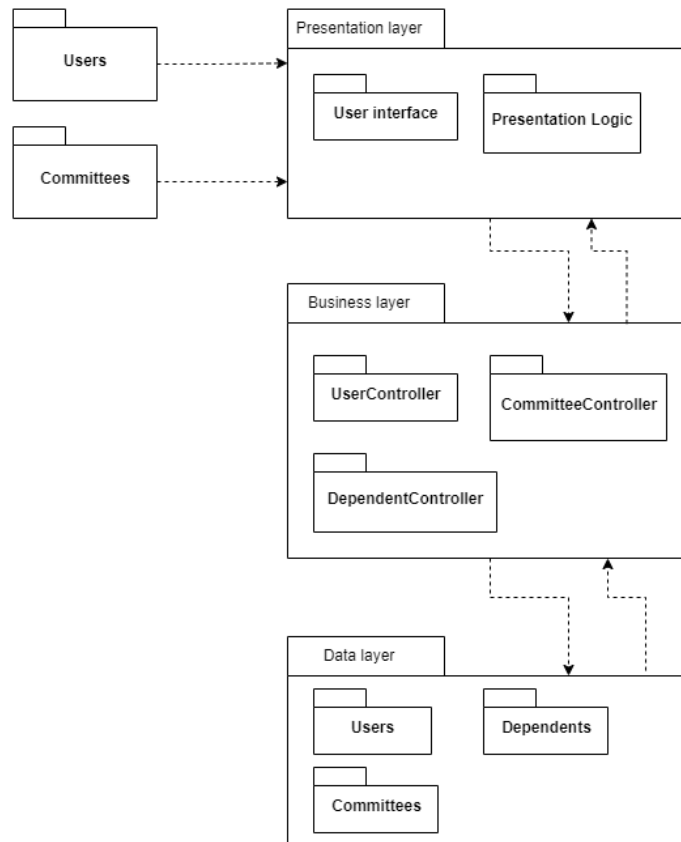 Presentation layer
Users
User interface
Presentation Logic
Committees
Business layer
UserController
CommitteeController
DependentController
Data layer
Users
Dependents
Committees